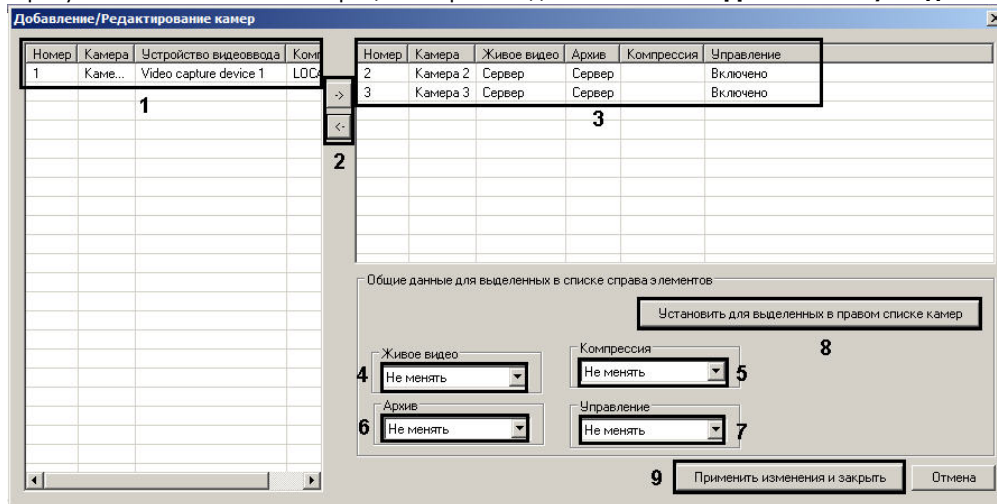 Добавление/Редактирование камер
Номер Камера Устройство видеоввода Комп
1 Каме... Video capture device 1 LOCA
1
->
<-
2
Номер Камера Живое видео Архив Компрессия Управление
2 Камера 2 Сервер Сервер Включено
3 Камера 3 Сервер Сервер Включено
3
Общие данные для выделенных в списке справа элементов
Установить для выделенных в правом списке камер
8
Живое видео
4 Не менять
Компрессия
Не менять 5
Архив
6 Не менять
Управление
Не менять 7
9 Применить изменения и закрыть Отмена